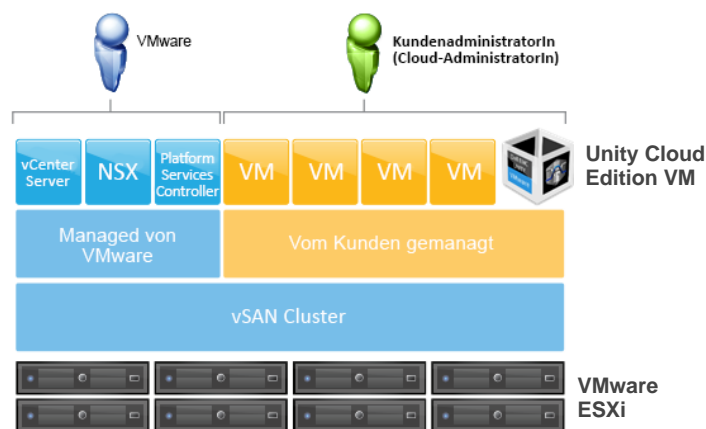 VMware
KundenadministratorIn
(Cloud-AdministratorIn)
vCenter
Server
NSX
Platform
Services
Controller
VM
VM
VM
VM
Unity Cloud
Edition VM
Managed von
VMware
Vom Kunden gemanagt
vSAN Cluster
VMware
ESXi